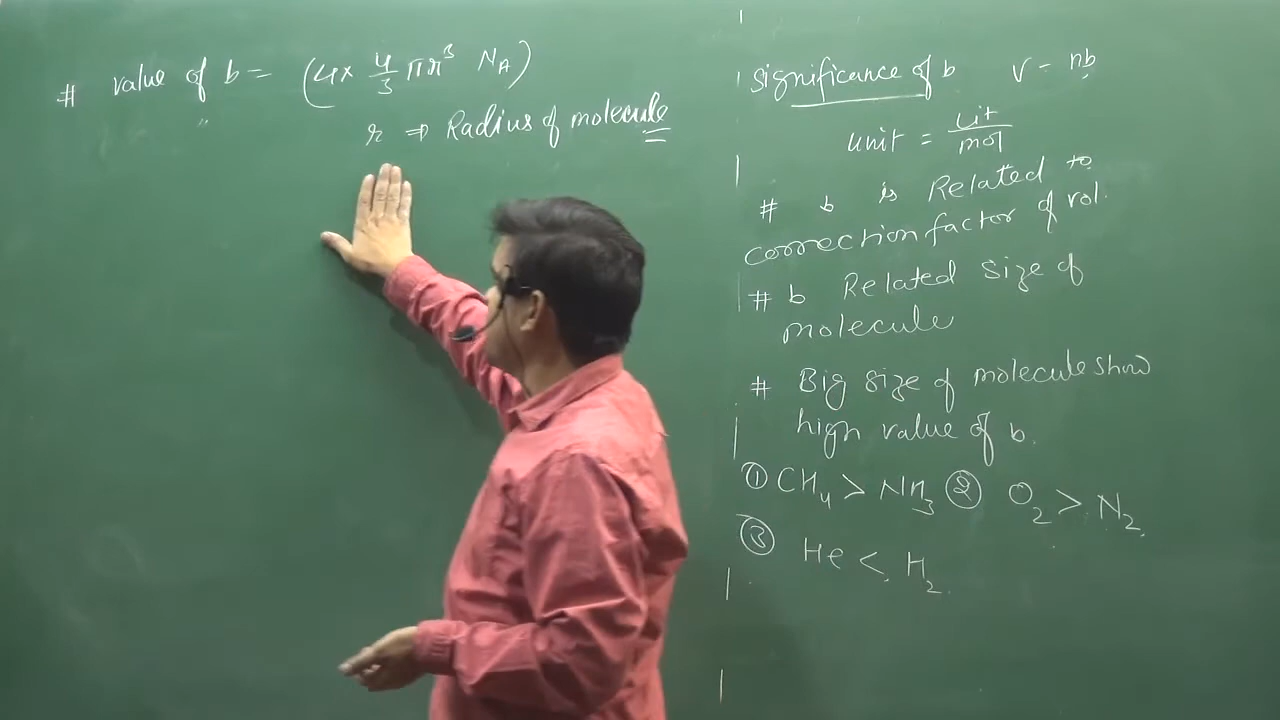 # value of b = (4 × 4/3 πr³ N_A)
r ⇒ Radius of molecule
Significance of b V = nb
unit = Lit/mol
# b is Related to
correction factor of vol.
# b Related size of
molecule
# Big size of molecule show
high value of b.
① CH₄ > NH₃ ② O₂ > N₂
③ He < H₂